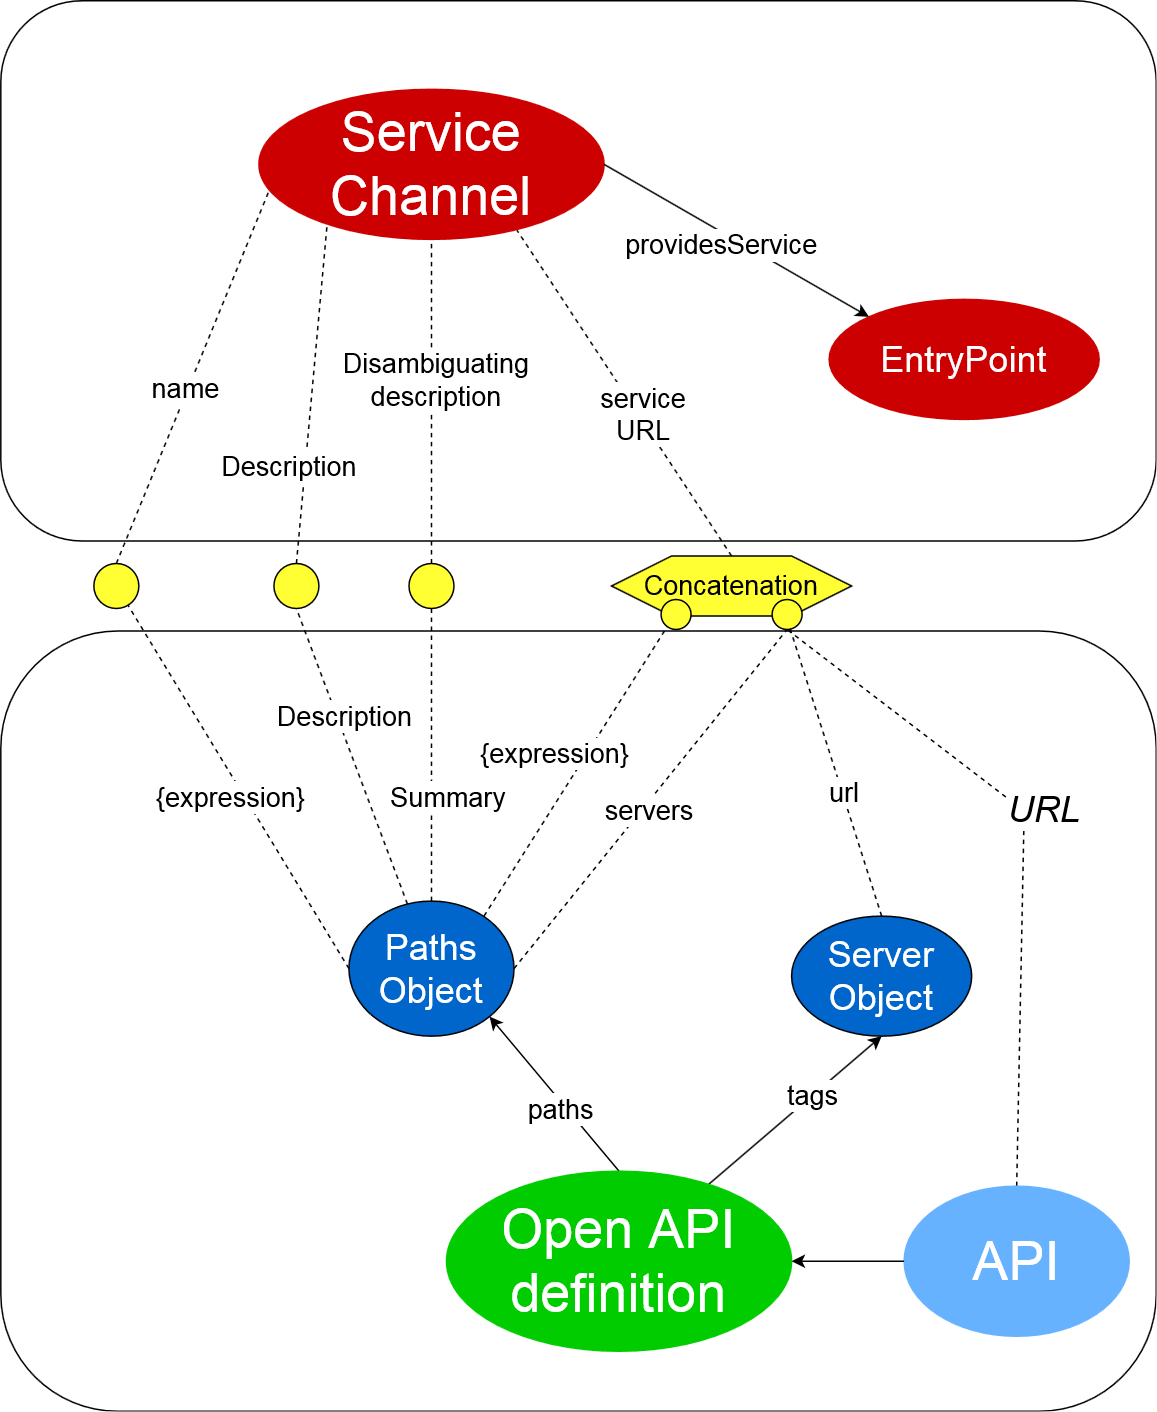 Service
Channel
providesService
EntryPoint
Disambiguating
description
name
service
URL
Description
Concatenation
Description
{expression}
url
{expression}
Summary
servers
URL
Paths
Object
Server
Object
tags
paths
Open API
definition
API